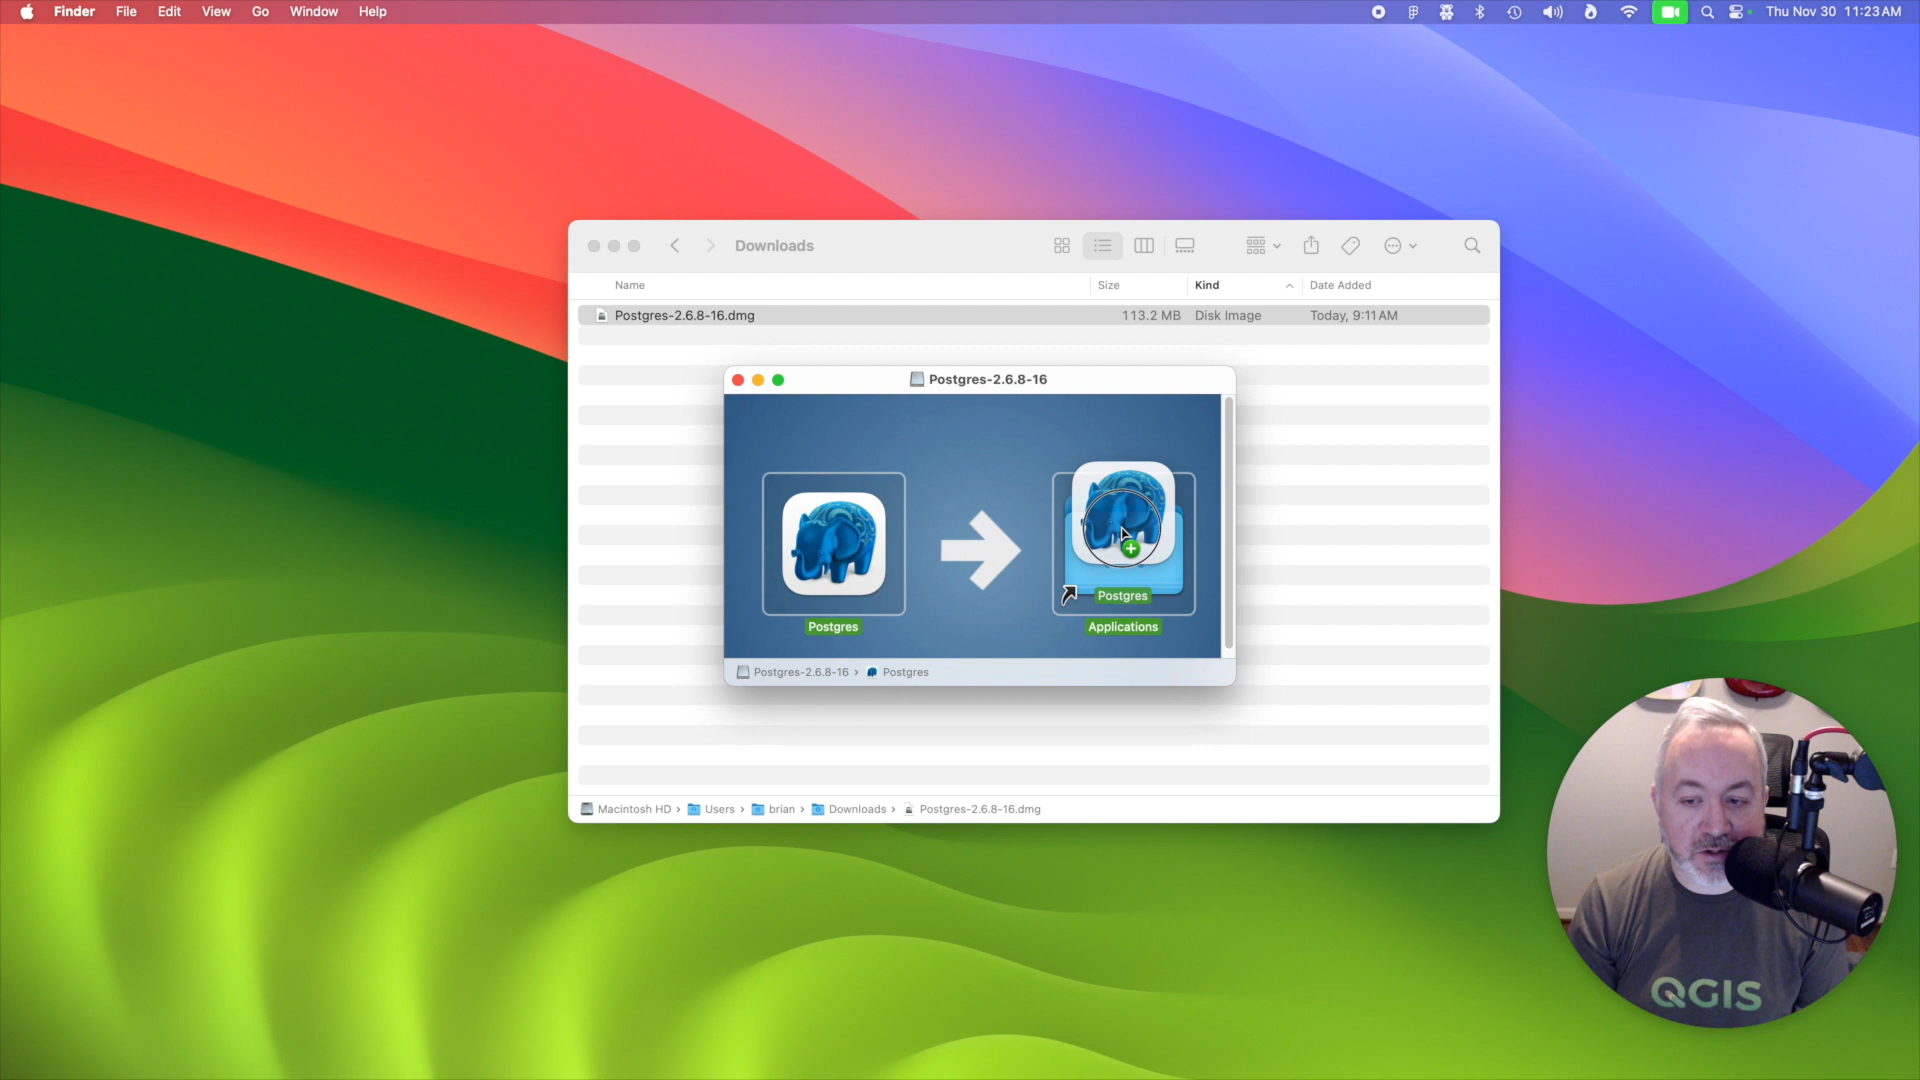 Finder File Edit View Go Window Help Thu Nov 30 11:23 AM
Downloads
Name Size Kind Date Added
Postgres-2.6.8-16.dmg 113.2 MB Disk Image Today, 9:11 AM
Postgres-2.6.8-16
Postgres
Postgres
Applications
Postgres-2.6.8-16 › Postgres
Macintosh HD › Users › brian › Downloads › Postgres-2.6.8-16.dmg
QGIS